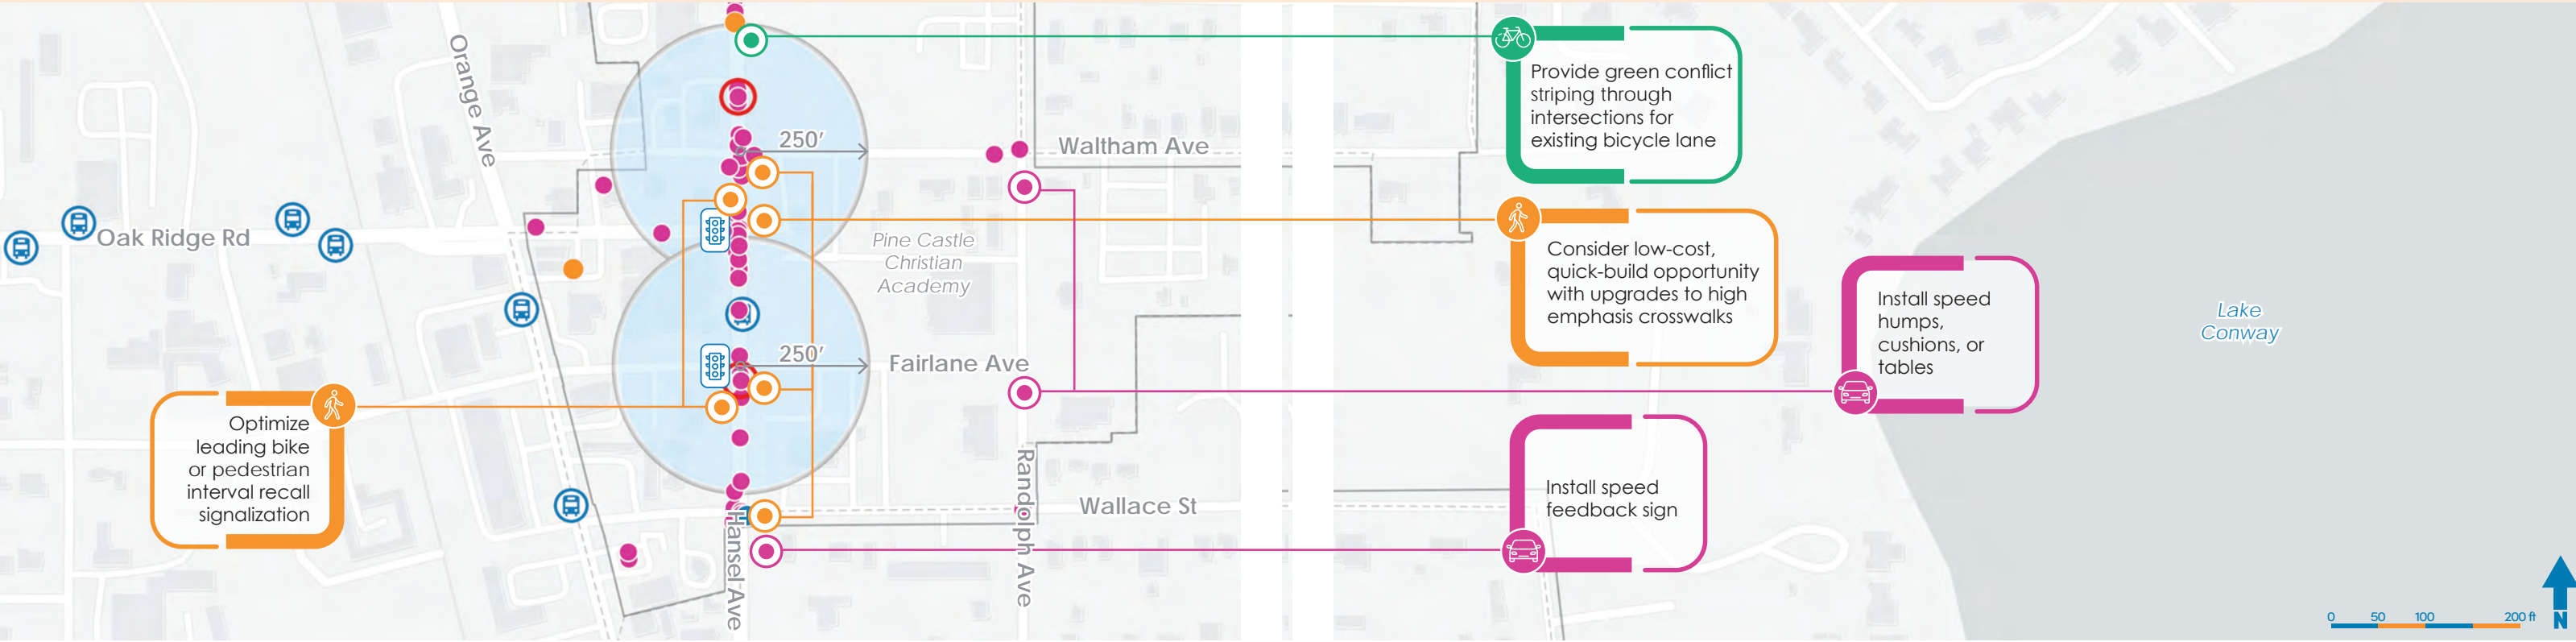 Orange Ave
Oak Ridge Rd
250'
Waltham Ave
Pine Castle
Christian
Academy
250'
Fairlane Ave
Wallace St
Hansel Ave
Randolph Ave
Optimize
leading bike
or pedestrian
interval recall
signalization
Provide green conflict
striping through
intersections for
existing bicycle lane
Consider low-cost,
quick-build opportunity
with upgrades to high
emphasis crosswalks
Install speed
humps,
cushions, or
tables
Install speed
feedback sign
Lake
Conway
0 50 100 200 ft
N